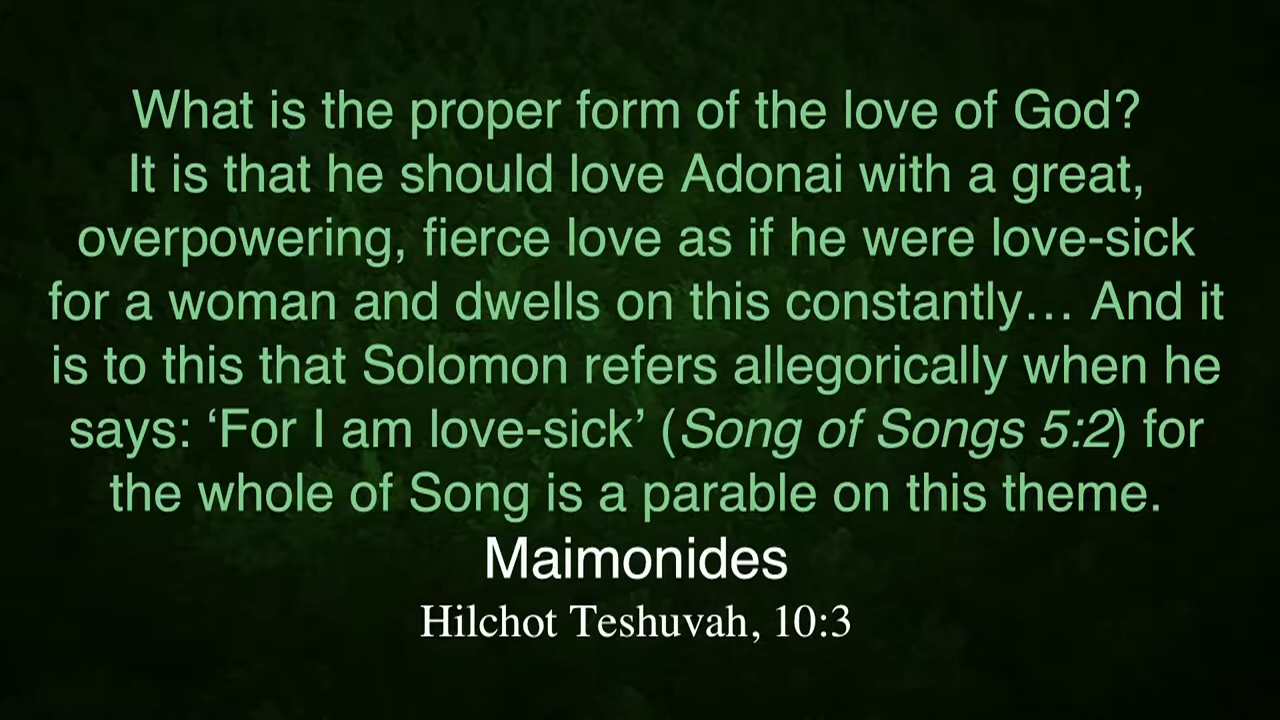 What is the proper form of the love of God?
It is that he should love Adonai with a great,
overpowering, fierce love as if he were love-sick
for a woman and dwells on this constantly… And it
is to this that Solomon refers allegorically when he
says: ‘For I am love-sick’ (Song of Songs 5:2) for
the whole of Song is a parable on this theme.
Maimonides
Hilchot Teshuvah, 10:3